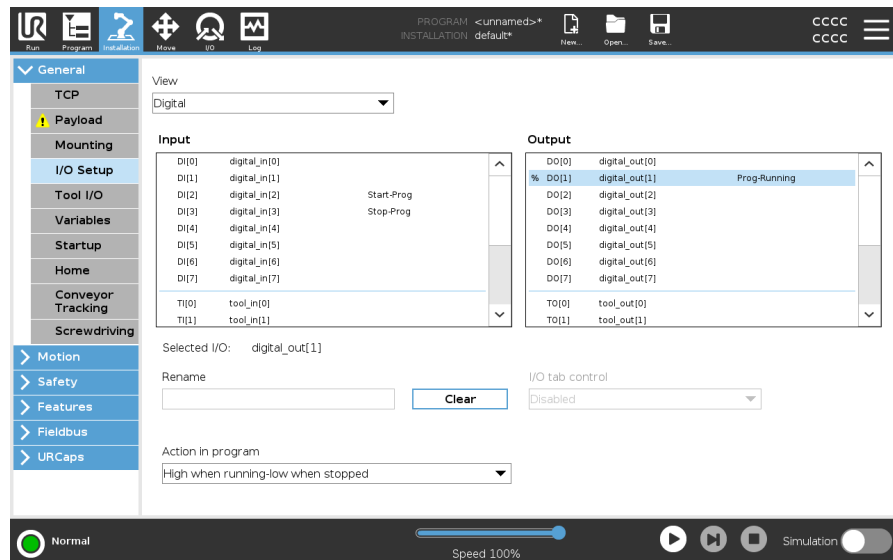 UR
PROGRAM <unnamed>*
INSTALLATION default*
CCCC
CCCC
Run Program Installation Move I/O Log New... Open... Save...
General
TCP
Payload
Mounting
I/O Setup
Tool I/O
Variables
Startup
Home
Conveyor
Tracking
Screwdriving
Motion
Safety
Features
Fieldbus
URCaps
View
Digital
Input
DI[0] digital_in[0]
DI[1] digital_in[1]
DI[2] digital_in[2] Start-Prog
DI[3] digital_in[3] Stop-Prog
DI[4] digital_in[4]
DI[5] digital_in[5]
DI[6] digital_in[6]
DI[7] digital_in[7]
TI[0] tool_in[0]
TI[1] tool_in[1]
Output
DO[0] digital_out[0]
% DO[1] digital_out[1] Prog-Running
DO[2] digital_out[2]
DO[3] digital_out[3]
DO[4] digital_out[4]
DO[5] digital_out[5]
DO[6] digital_out[6]
DO[7] digital_out[7]
TO[0] tool_out[0]
TO[1] tool_out[1]
Selected I/O: digital_out[1]
Rename
Clear
I/O tab control
Disabled
Action in program
High when running-low when stopped
Normal
Speed 100%
Simulation